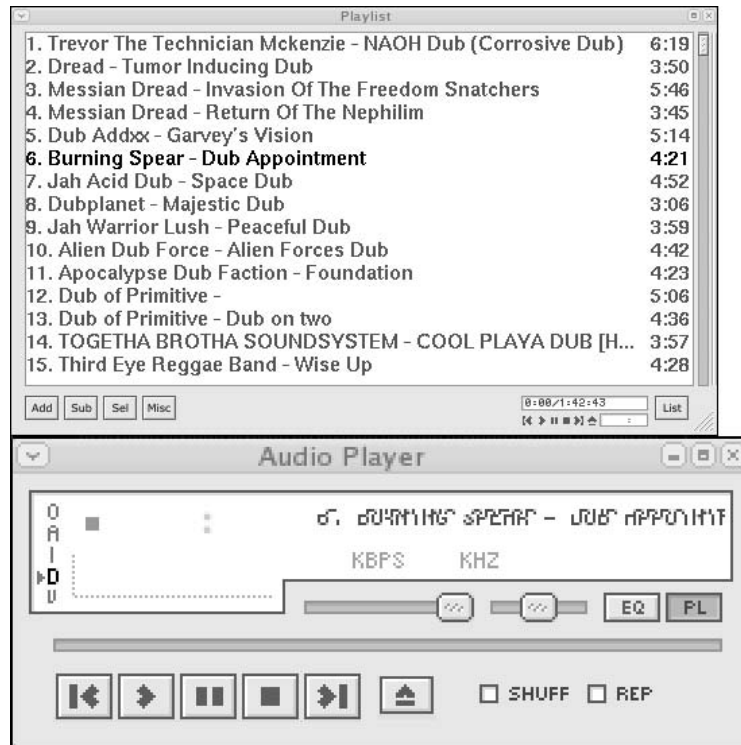 Playlist
1. Trevor The Technician Mckenzie - NAOH Dub (Corrosive Dub) 6:19
2. Dread - Tumor Inducing Dub 3:50
3. Messian Dread - Invasion Of The Freedom Snatchers 5:46
4. Messian Dread - Return Of The Nephilim 3:45
5. Dub Addxx - Garvey's Vision 5:14
6. Burning Spear - Dub Appointment 4:21
7. Jah Acid Dub - Space Dub 4:52
8. Dubplanet - Majestic Dub 3:06
9. Jah Warrior Lush - Peaceful Dub 3:59
10. Alien Dub Force - Alien Forces Dub 4:42
11. Apocalypse Dub Faction - Foundation 4:23
12. Dub of Primitive - 5:06
13. Dub of Primitive - Dub on two 4:36
14. TOGETHA BROTHA SOUNDSYSTEM - COOL PLAYA DUB [H... 3:57
15. Third Eye Reggae Band - Wise Up 4:28
Add Sub Sel Misc 0:00/1:42:43 List
:
Audio Player
O
A
I
D
V
6. BURNING SPEAR - DUB
KBPS KHZ
EQ PL
SHUFF REP